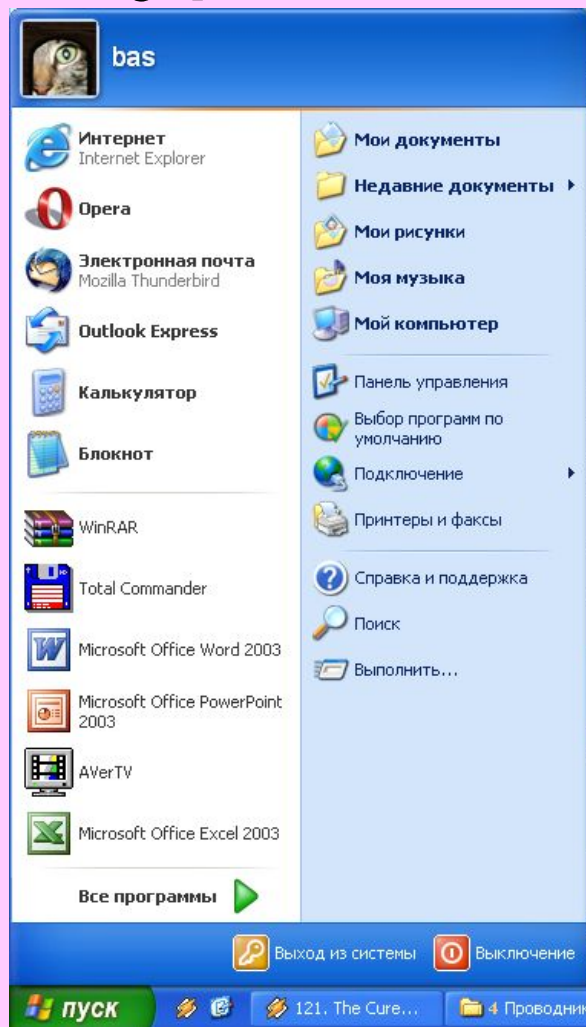 bas
Интернет
Internet Explorer
Opera
Электронная почта
Mozilla Thunderbird
Outlook Express
Калькулятор
Блокнот
WinRAR
Total Commander
Microsoft Office Word 2003
Microsoft Office PowerPoint
2003
AVerTV
Microsoft Office Excel 2003
Все программы
Мои документы
Недавние документы
Мои рисунки
Моя музыка
Мой компьютер
Панель управления
Выбор программ по
умолчанию
Подключение
Принтеры и факсы
Справка и поддержка
Поиск
Выполнить...
Выход из системы
Выключение
пуск
121. The Cure...
4 Проводник